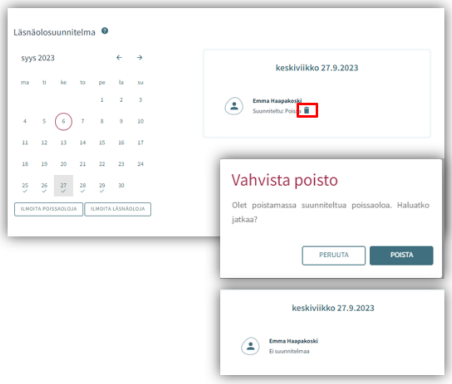 Läsnäolosuunnitelma ?
syys 2023 ← →
ma ti ke to pe la su
1 2 3
4 5 6 7 8 9 10
11 12 13 14 15 16 17
18 19 20 21 22 23 24
25 26 27 28 29 30
ILMOITA POISSAOLOJA ILMOITA LÄSNÄOLOJA
keskiviikko 27.9.2023
Emma Haapakoski
Suunniteltu: Poissa
Vahvista poisto
Olet poistamassa suunniteltua poissaoloa. Haluatko
jatkaa?
PERUUTA POISTA
keskiviikko 27.9.2023
Emma Haapakoski
Ei suunnitelmaa